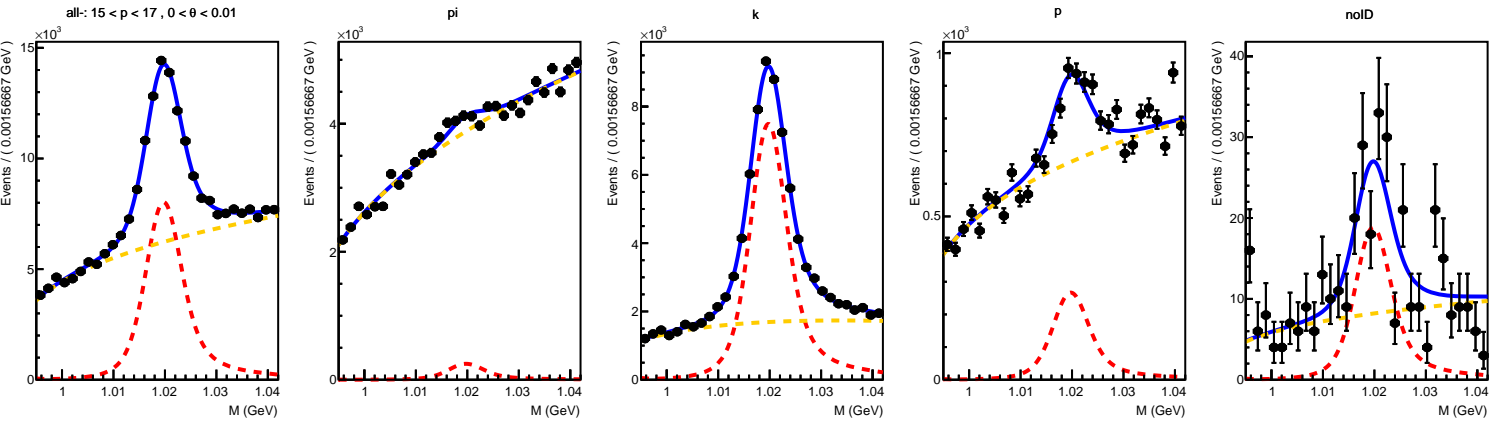 all-: 15 < p < 17 , 0 < θ < 0.01
×10³
Events / ( 0.00156667 GeV )
15
10
5
0
1 1.01 1.02 1.03 1.04
M (GeV)
pi
×10³
Events / ( 0.00156667 GeV )
4
2
0
1 1.01 1.02 1.03 1.04
M (GeV)
k
×10³
Events / ( 0.00156667 GeV )
8
6
4
2
0
1 1.01 1.02 1.03 1.04
M (GeV)
p
×10³
Events / ( 0.00156667 GeV )
1
0.5
0
1 1.01 1.02 1.03 1.04
M (GeV)
noID
Events / ( 0.00156667 GeV )
40
30
20
10
0
1 1.01 1.02 1.03 1.04
M (GeV)